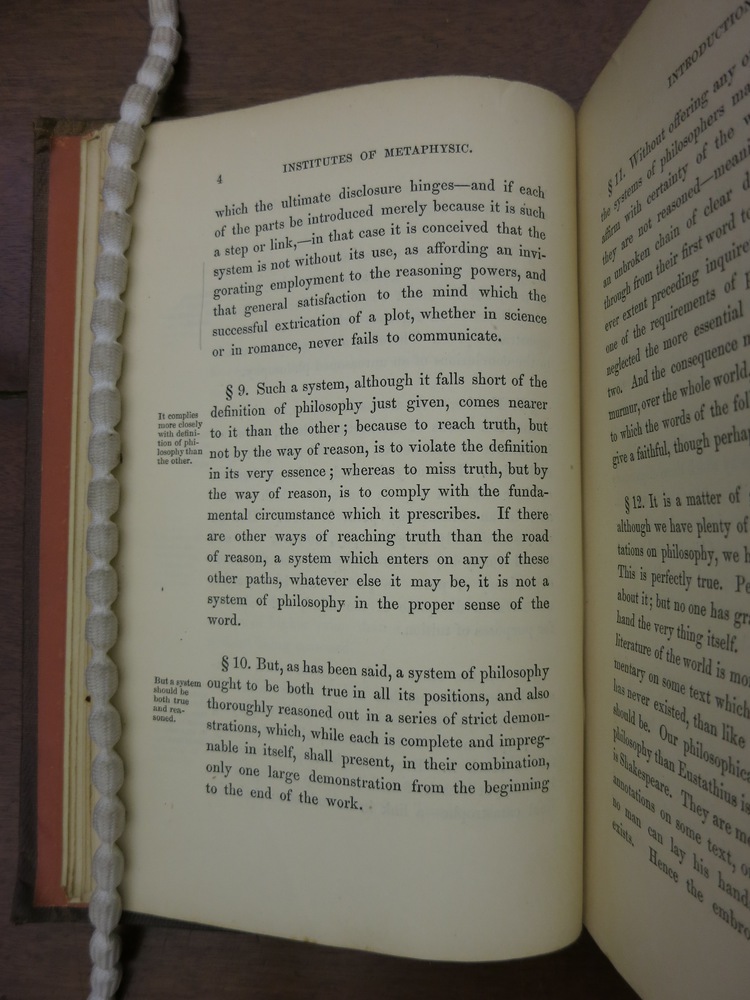 4
INSTITUTES OF METAPHYSIC.
which the ultimate disclosure hinges—and if each
of the parts be introduced merely because it is such
a step or link,—in that case it is conceived that the
system is not without its use, as affording an invi-
gorating employment to the reasoning powers, and
that general satisfaction to the mind which the
successful extrication of a plot, whether in science
or in romance, never fails to communicate.
It complies
more closely
with defini-
tion of phi-
losophy than
the other.
§ 9. Such a system, although it falls short of the
definition of philosophy just given, comes nearer
to it than the other; because to reach truth, but
not by the way of reason, is to violate the definition
in its very essence; whereas to miss truth, but by
the way of reason, is to comply with the funda-
mental circumstance which it prescribes. If there
are other ways of reaching truth than the road
of reason, a system which enters on any of these
other paths, whatever else it may be, it is not a
system of philosophy in the proper sense of the
word.
But a system
should be
both true
and rea-
soned.
§ 10. But, as has been said, a system of philosophy
ought to be both true in all its positions, and also
thoroughly reasoned out in a series of strict demon-
strations, which, while each is complete and impreg-
nable in itself, shall present, in their combination,
only one large demonstration from the beginning
to the end of the work.
INTRODUCTION
§ 11. Without offering any
the systems of philosophers
affirm with certainty of the
they are not reasoned—
an unbroken chain of clear
through from their first word to
ever extent preceding
one of the requirements of
neglected the more essential
two. And the consequence
murmur, over the whole world,
to which the words of the
give a faithful, though
§ 12. It is a matter of
although we have plenty of
tations on philosophy, we
This is perfectly true.
about it; but no one has
hand the very thing itself.
literature of the world is
mentary on some text which
has never existed, than like
should be. Our
philosophy than Eustathius is
is Shakespeare. They are
annotations on some text,
no man can lay his
exists. Hence the